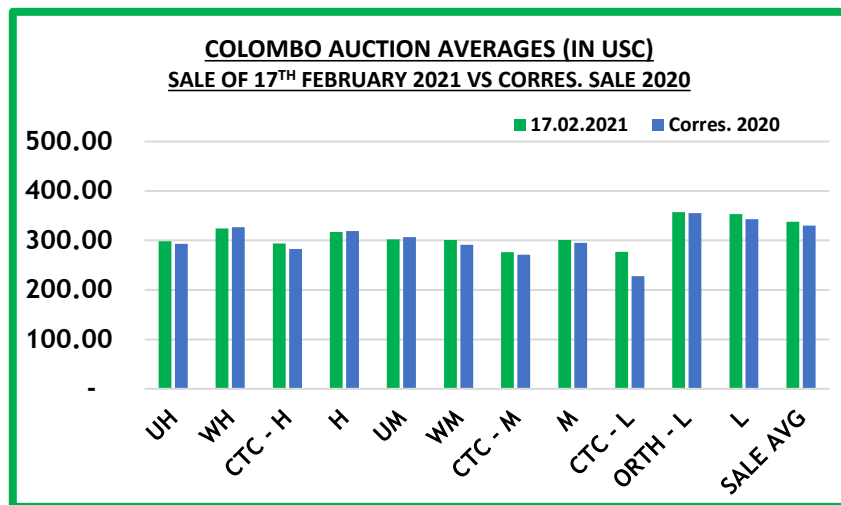 COLOMBO AUCTION AVERAGES (IN USC)
SALE OF 17TH FEBRUARY 2021 VS CORRES. SALE 2020
17.02.2021 Corres. 2020
500.00
400.00
300.00
200.00
100.00
-
UH WH CTC - H H UM WM CTC - M M CTC - L ORTH - L L SALE AVG